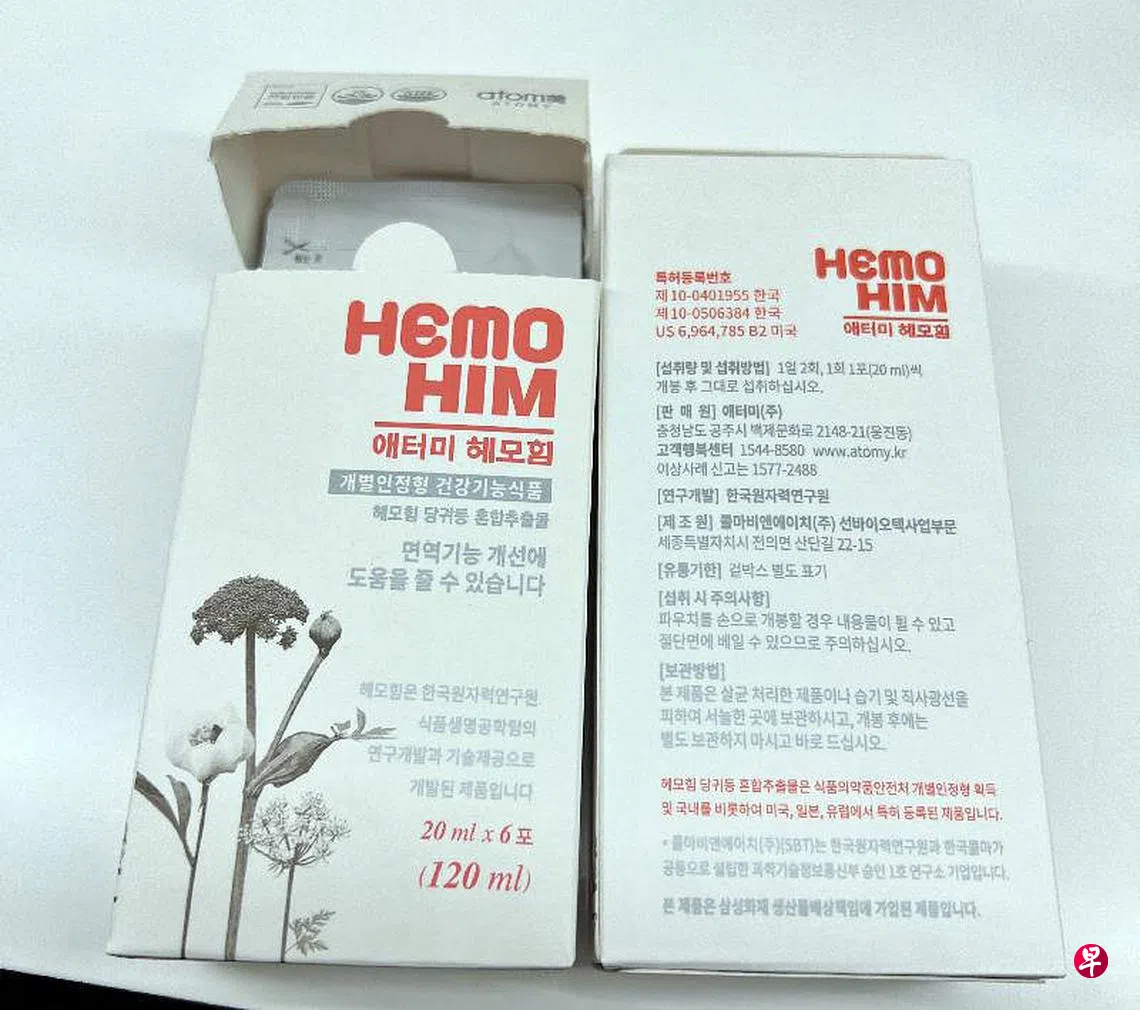 atom美
HEMO
HIM
애터미 헤모힘
개별인정형 건강기능식품
헤모힘 당귀등 혼합추출물
면역기능 개선에
도움을 줄 수 있습니다
헤모힘은 한국원자력연구원
식품생명공학팀의
연구개발과 기술제공으로
개발된 제품입니다
20 ml x 6포
(120 ml)
HEMO
HIM
애터미 헤모힘
특허등록번호
제 10-0401955 한국
제 10-0506384 한국
US 6,964,785 B2 미국
[섭취량 및 섭취방법] 1일 2회, 1회 1포(20 ml)씩
개봉 후 그대로 섭취하십시오.
[판 매 원] 애터미(주)
충청남도 공주시 백제문화로 2148-21(웅진동)
고객행복센터 1544-8580 www.atomy.kr
이상사례 신고는 1577-2488
[연구개발] 한국원자력연구원
[제 조 원] 콜마비앤에이치(주) 선바이오텍사업부문
세종특별자치시 전의면 산단길 22-15
[유통기한] 겉박스 별도 표기
[섭취 시 주의사항]
파우치를 손으로 개봉할 경우 내용물이 튈 수 있고
절단면에 베일 수 있으므로 주의하십시오.
[보관방법]
본 제품은 살균 처리한 제품이나 습기 및 직사광선을
피하여 서늘한 곳에 보관하시고, 개봉 후에는
별도 보관하지 마시고 바로 드십시오.
헤모힘 당귀등 혼합추출물은 식품의약품안전처 개별인정형 획득
및 국내를 비롯하여 미국, 일본, 유럽에서 특허 등록된 제품입니다.
* 콜마비앤에이치(주)(SBT)는 한국원자력연구원과 한국콜마가
공동으로 설립한 과학기술정보통신부 승인 1호 연구소 기업입니다.
본 제품은 삼성화재 생산물배상책임에 가입된 제품입니다.
早